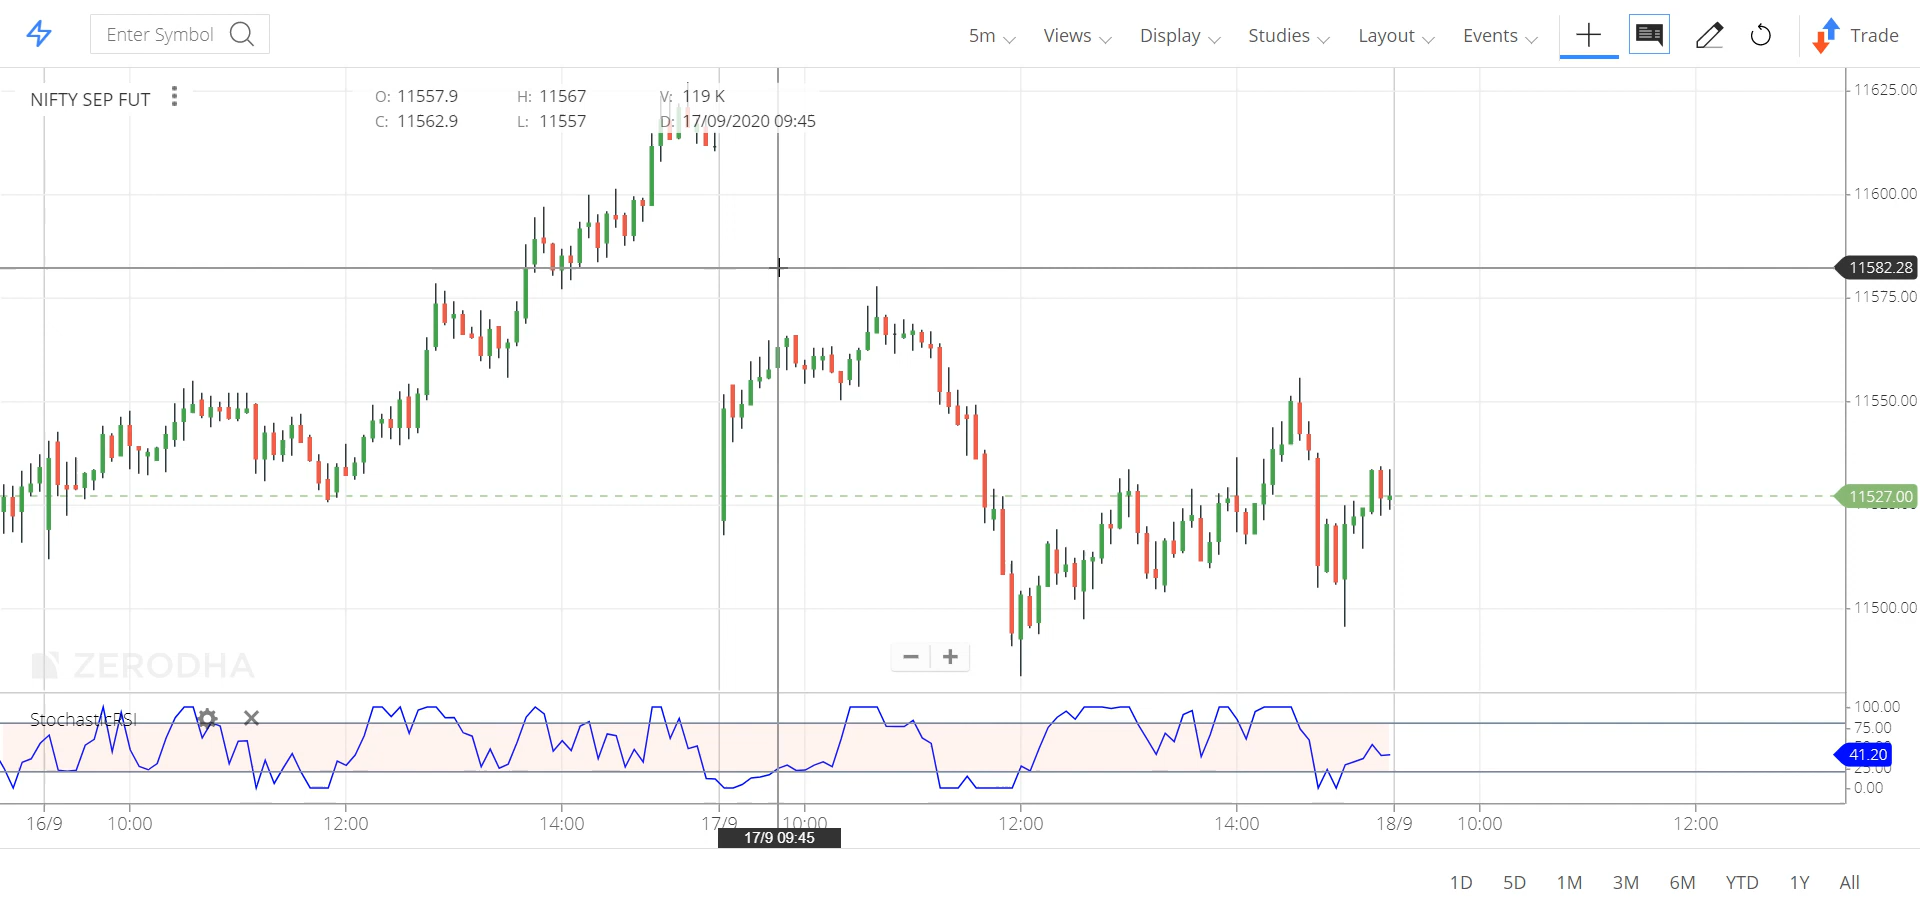 Enter Symbol 5m Views Display Studies Layout Events Trade
NIFTY SEP FUT O: 11557.9 H: 11567 V: 119 K
C: 11562.9 L: 11557 D: 17/09/2020 09:45
11625.00
11600.00
11582.28
11575.00
11550.00
11527.00
11500.00
ZERODHA
StochasticRSI
100.00
75.00
41.20
25.00
0.00
16/9 10:00 12:00 14:00 17/9 10:00 12:00 14:00 18/9 10:00 12:00
17/9 09:45
1D 5D 1M 3M 6M YTD 1Y All